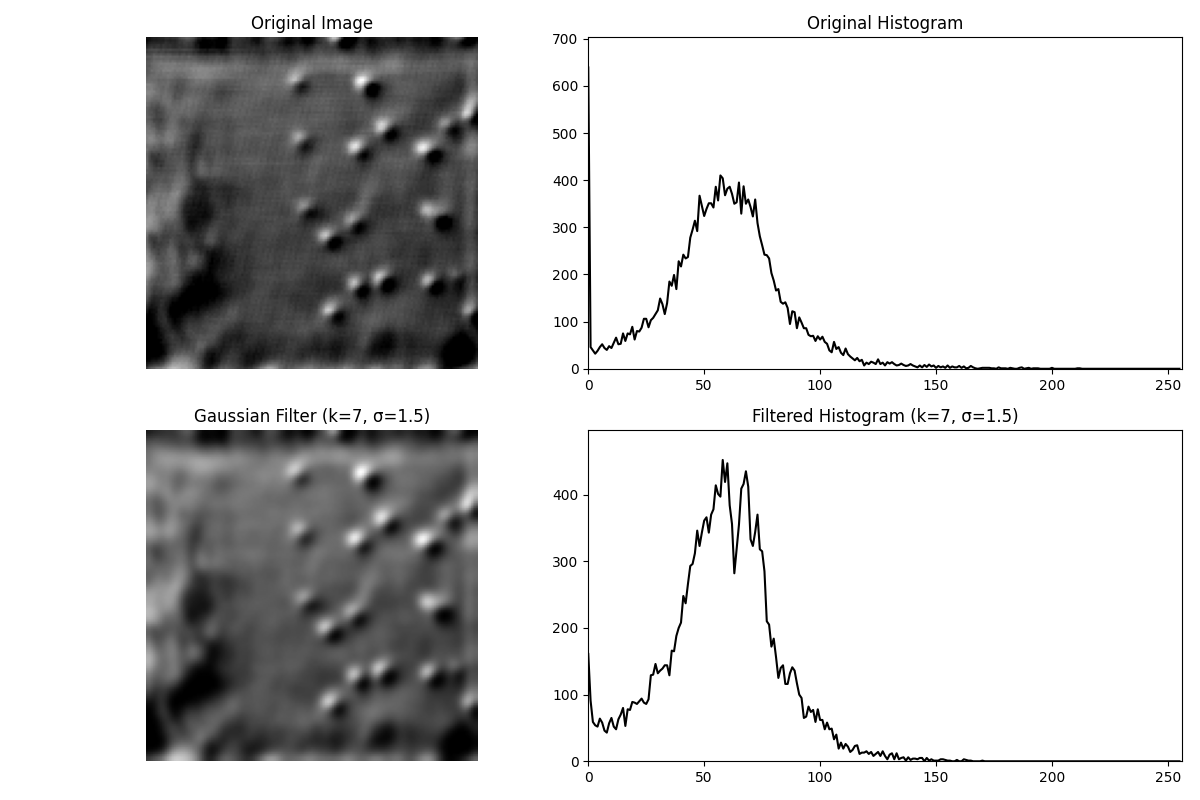 Original Image
Original Histogram
700
600
500
400
300
200
100
0
0 50 100 150 200 250
Gaussian Filter (k=7, σ=1.5)
Filtered Histogram (k=7, σ=1.5)
400
300
200
100
0
0 50 100 150 200 250